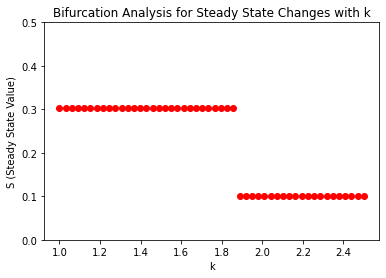 Bifurcation Analysis for Steady State Changes with k
0.5
0.4
0.3
0.2
0.1
0.0
S (Steady State Value)
1.0 1.2 1.4 1.6 1.8 2.0 2.2 2.4
k